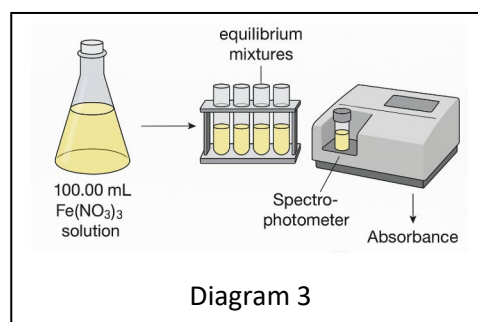 equilibrium
mixtures
100.00 mL
Fe(NO₃)₃
solution
Spectro-
photometer
Absorbance
Diagram 3